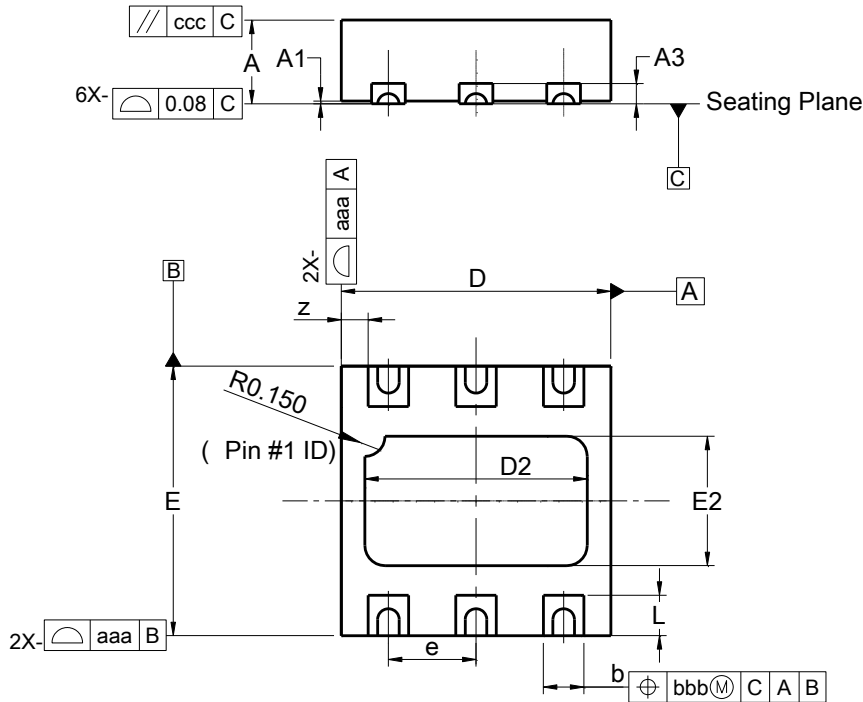 // ccc C
A
A1
A3
6X- ⌓ 0.08 C
Seating Plane
C
2X- ⌓ aaa A
B
D
A
z
R0.150
( Pin #1 ID)
D2
E
E2
L
2X- ⌓ aaa B
e
b
⌖ bbbⓂ C A B